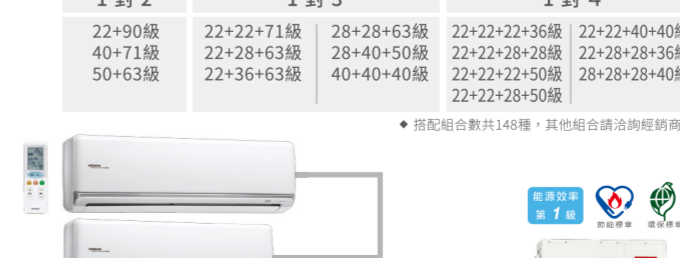 1 對 2
1 對 3
1 對 4
22+90級
40+71級
50+63級
22+22+71級
22+28+63級
22+36+63級
28+28+63級
28+40+50級
40+40+40級
22+22+22+36級
22+22+28+28級
22+22+22+50級
22+22+28+50級
22+22+40+40級
22+28+28+36級
28+28+28+40級
◆ 搭配組合數共148種，其他組合請洽詢經銷商
HITACHI
能源效率
第 1 級
節能標章
環保標章